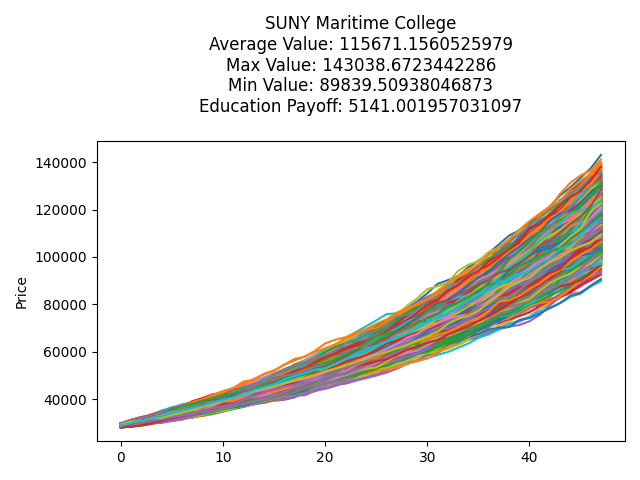 SUNY Maritime College
Average Value: 115671.1560525979
Max Value: 143038.6723442286
Min Value: 89839.50938046873
Education Payoff: 5141.001957031097
140000
120000
100000
80000
60000
40000
Price
0 10 20 30 40